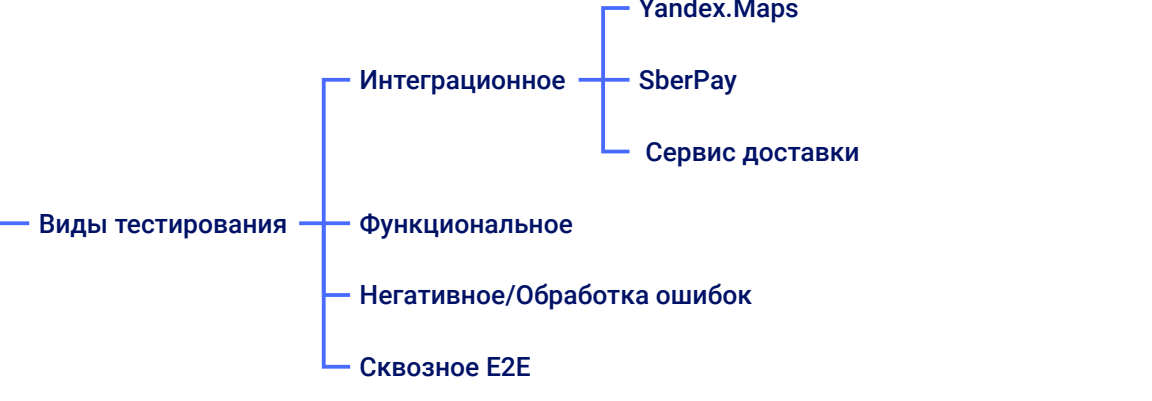 Yandex.Maps
Интеграционное
SberPay
Сервис доставки
Виды тестирования
Функциональное
Негативное/Обработка ошибок
Сквозное E2E